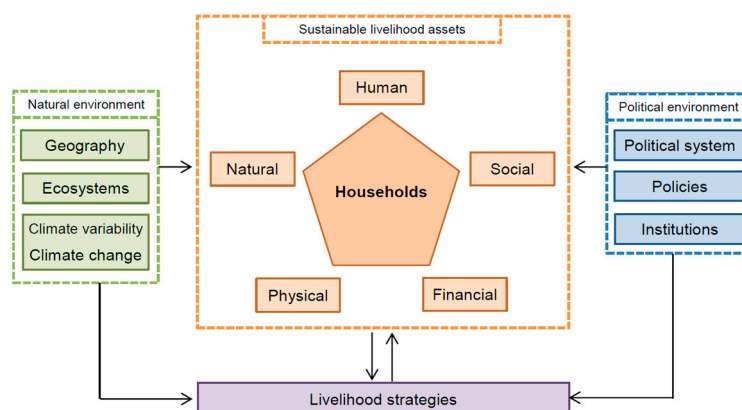 Sustainable livelihood assets
Human
Natural
Social
Households
Physical
Financial
Natural environment
Geography
Ecosystems
Climate variability
Climate change
Political environment
Political system
Policies
Institutions
Livelihood strategies